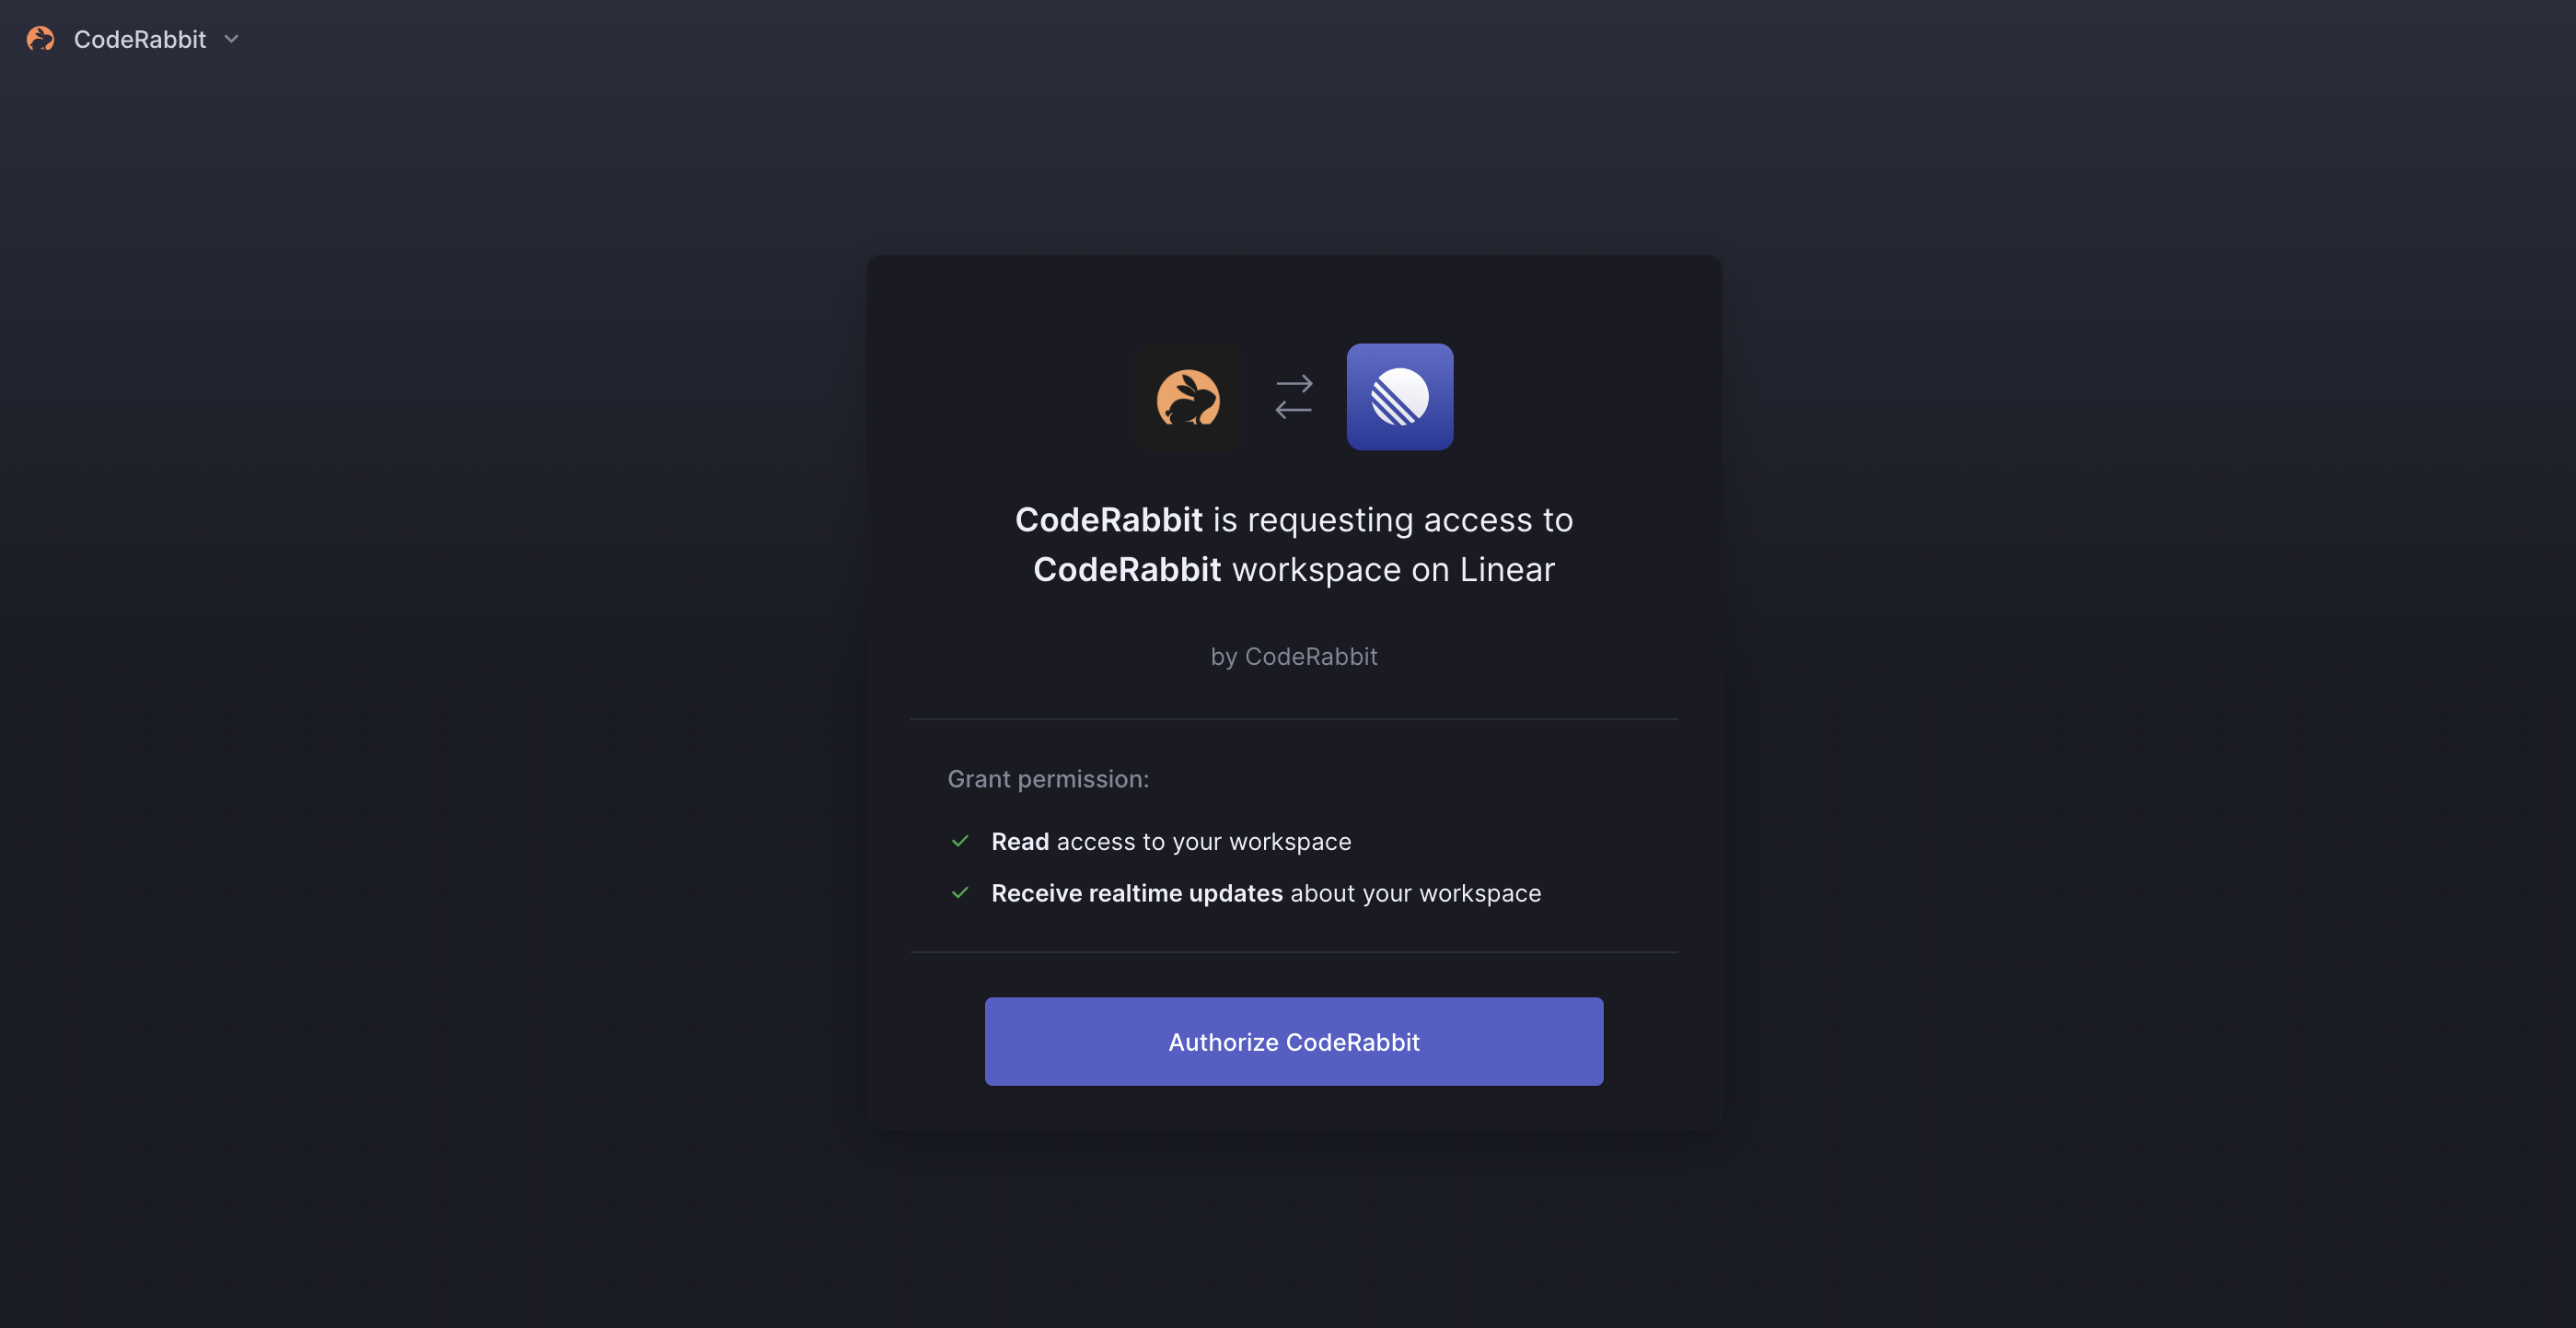 CodeRabbit
CodeRabbit is requesting access to
CodeRabbit workspace on Linear
by CodeRabbit
Grant permission:
Read access to your workspace
Receive realtime updates about your workspace
Authorize CodeRabbit